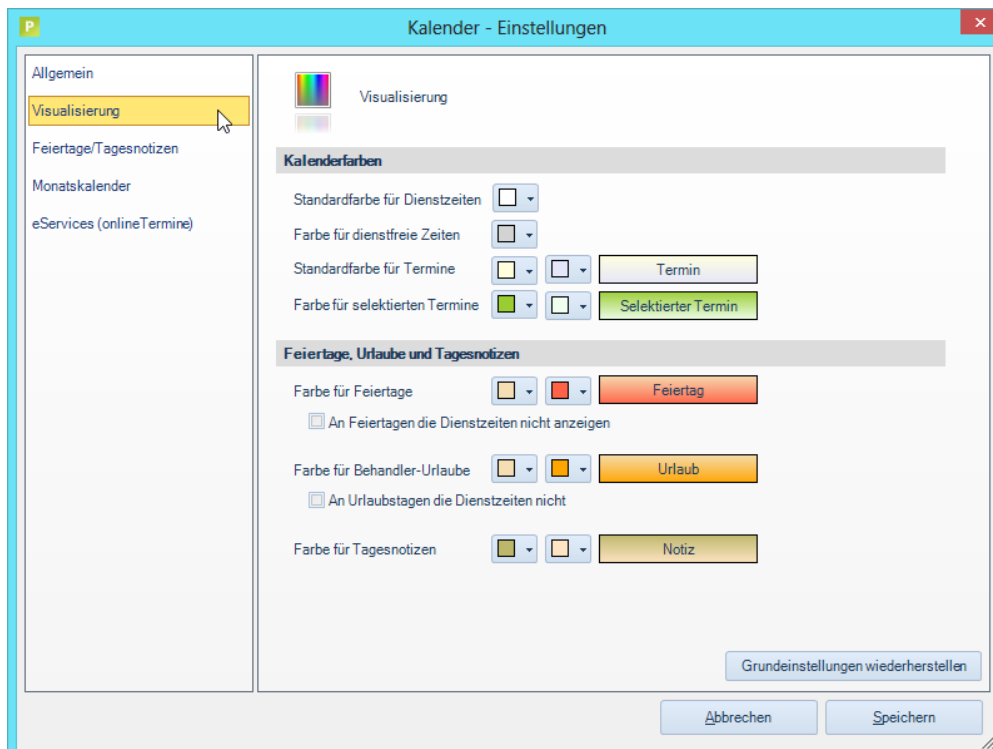 P
Kalender - Einstellungen
Allgemein
Visualisierung
Feiertage/Tagesnotizen
Monatskalender
eServices (onlineTermine)
Visualisierung
Kalenderfarben
Standardfarbe für Dienstzeiten
Farbe für dienstfreie Zeiten
Standardfarbe für Termine Termin
Farbe für selektierten Termine Selektierter Termin
Feiertage, Urlaube und Tagesnotizen
Farbe für Feiertage Feiertag
An Feiertagen die Dienstzeiten nicht anzeigen
Farbe für Behandler-Urlaube Urlaub
An Urlaubstagen die Dienstzeiten nicht
Farbe für Tagesnotizen Notiz
Grundeinstellungen wiederherstellen
Abbrechen Speichern